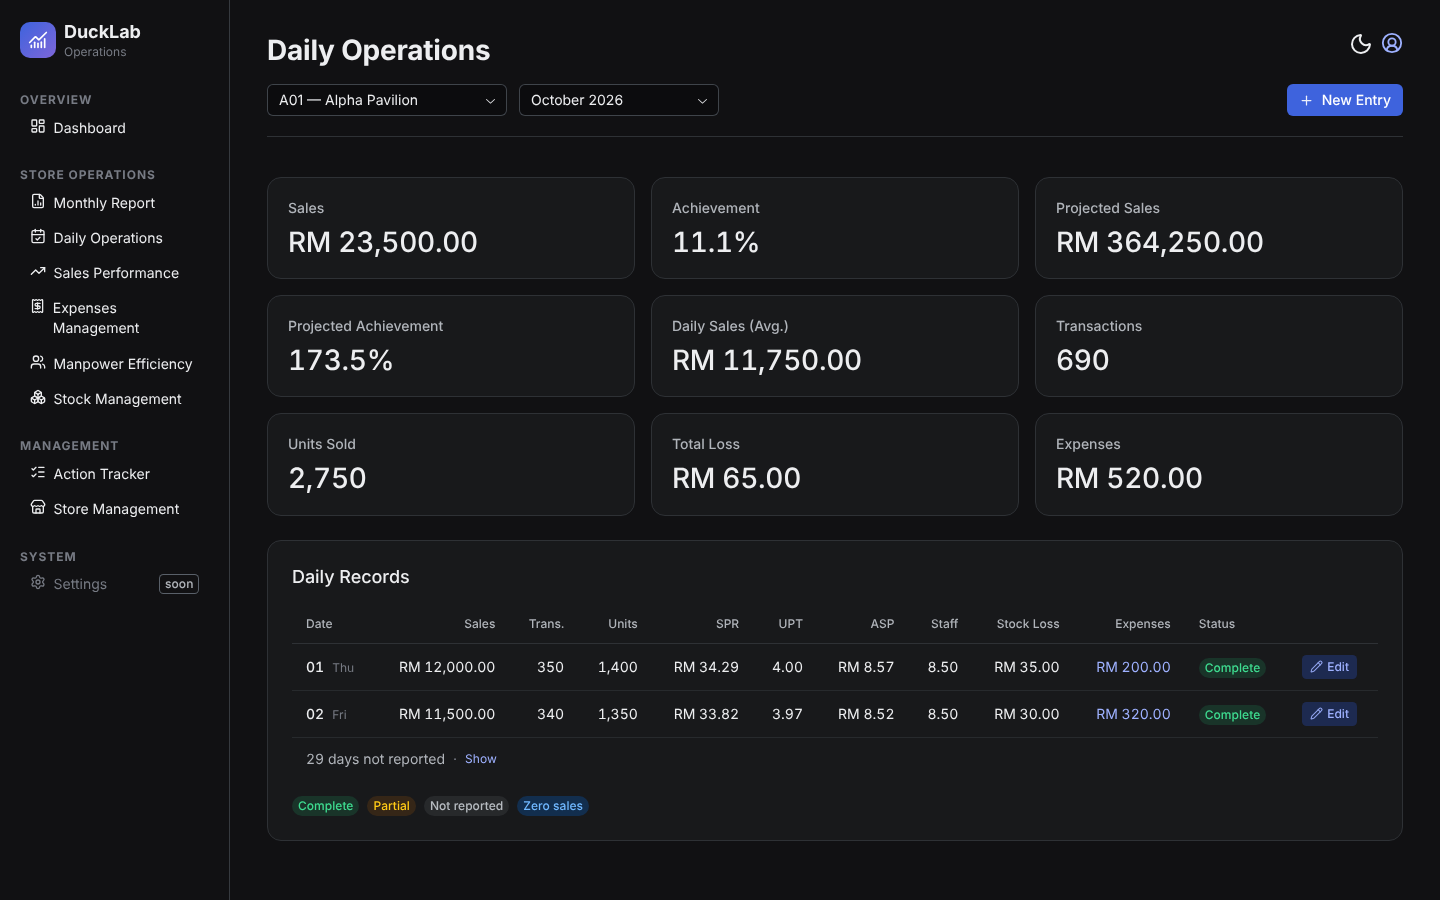 DuckLab
Operations
OVERVIEW
Dashboard
STORE OPERATIONS
Monthly Report
Daily Operations
Sales Performance
Expenses
Management
Manpower Efficiency
Stock Management
MANAGEMENT
Action Tracker
Store Management
SYSTEM
Settings soon
Daily Operations
A01 — Alpha Pavilion October 2026 + New Entry
Sales Achievement Projected Sales
RM 23,500.00 11.1% RM 364,250.00
Projected Achievement Daily Sales (Avg.) Transactions
173.5% RM 11,750.00 690
Units Sold Total Loss Expenses
2,750 RM 65.00 RM 520.00
Daily Records
Date Sales Trans. Units SPR UPT ASP Staff Stock Loss Expenses Status
01 Thu RM 12,000.00 350 1,400 RM 34.29 4.00 RM 8.57 8.50 RM 35.00 RM 200.00 Complete Edit
02 Fri RM 11,500.00 340 1,350 RM 33.82 3.97 RM 8.52 8.50 RM 30.00 RM 320.00 Complete Edit
29 days not reported · Show
Complete Partial Not reported Zero sales